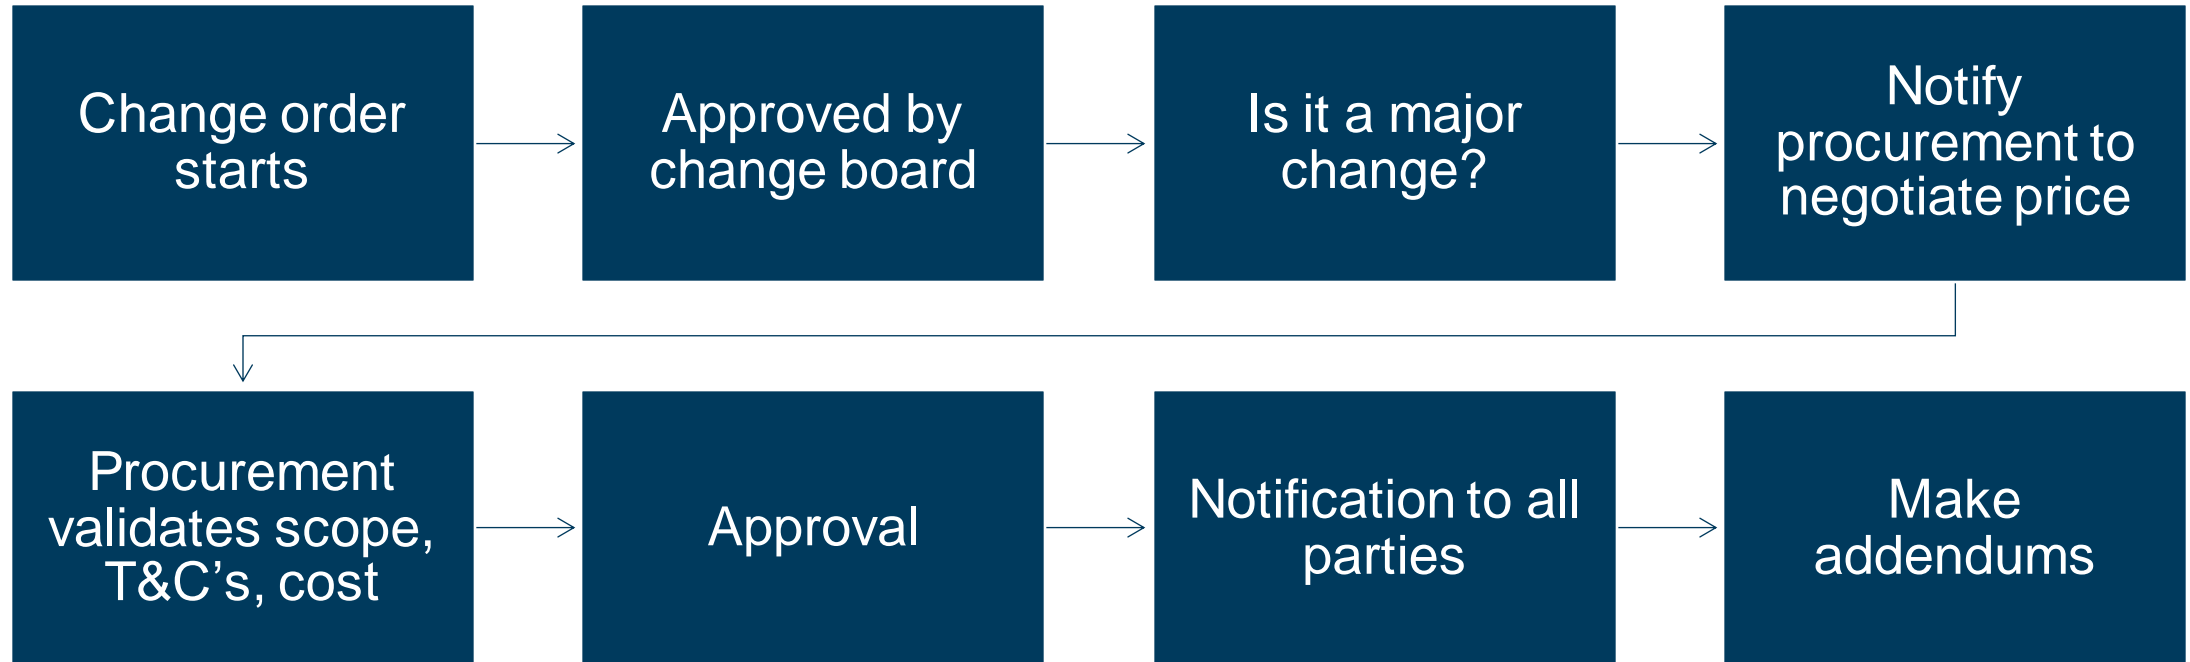 Change order
starts
Approved by
change board
Is it a major
change?
Notify
procurement to
negotiate price
Procurement
validates scope,
T&C’s, cost
Approval
Notification to all
parties
Make
addendums